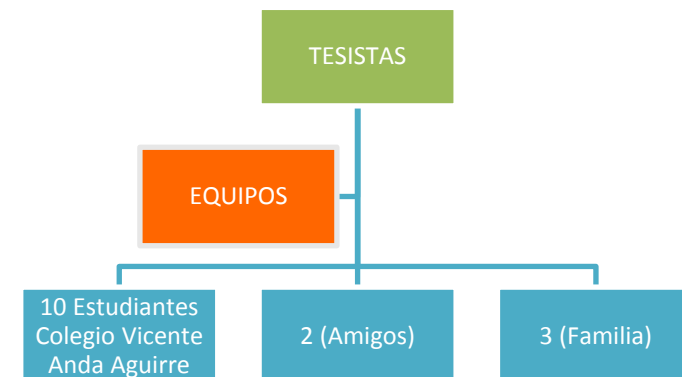 TESISTAS
EQUIPOS
10 Estudiantes
Colegio Vicente
Anda Aguirre
2 (Amigos)
3 (Familia)